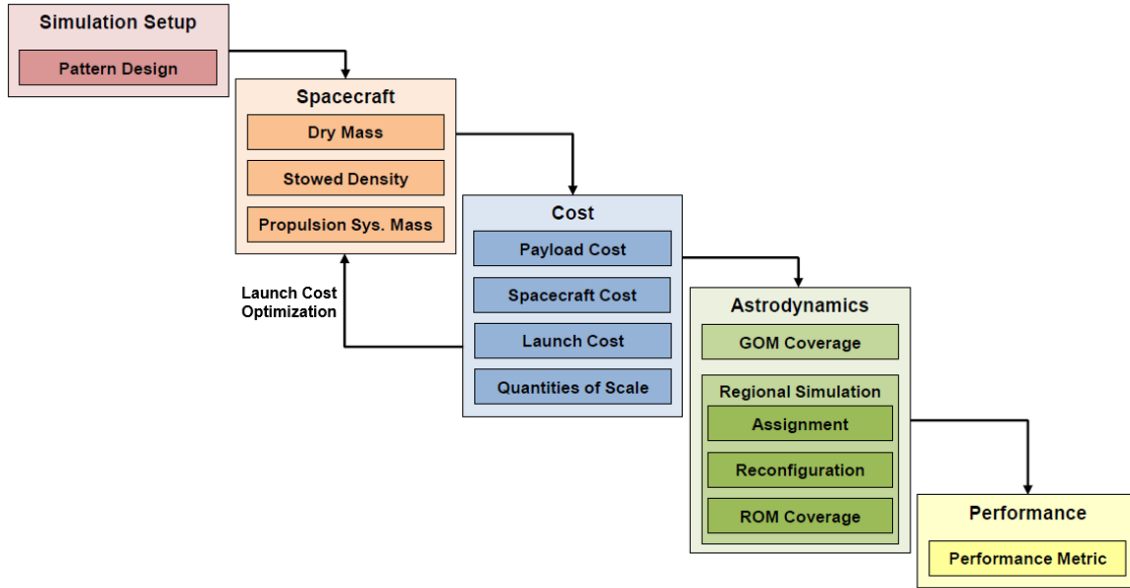 Simulation Setup
Pattern Design
Spacecraft
Dry Mass
Stowed Density
Propulsion Sys. Mass
Launch Cost
Optimization
Cost
Payload Cost
Spacecraft Cost
Launch Cost
Quantities of Scale
Astrodynamics
GOM Coverage
Regional Simulation
Assignment
Reconfiguration
ROM Coverage
Performance
Performance Metric